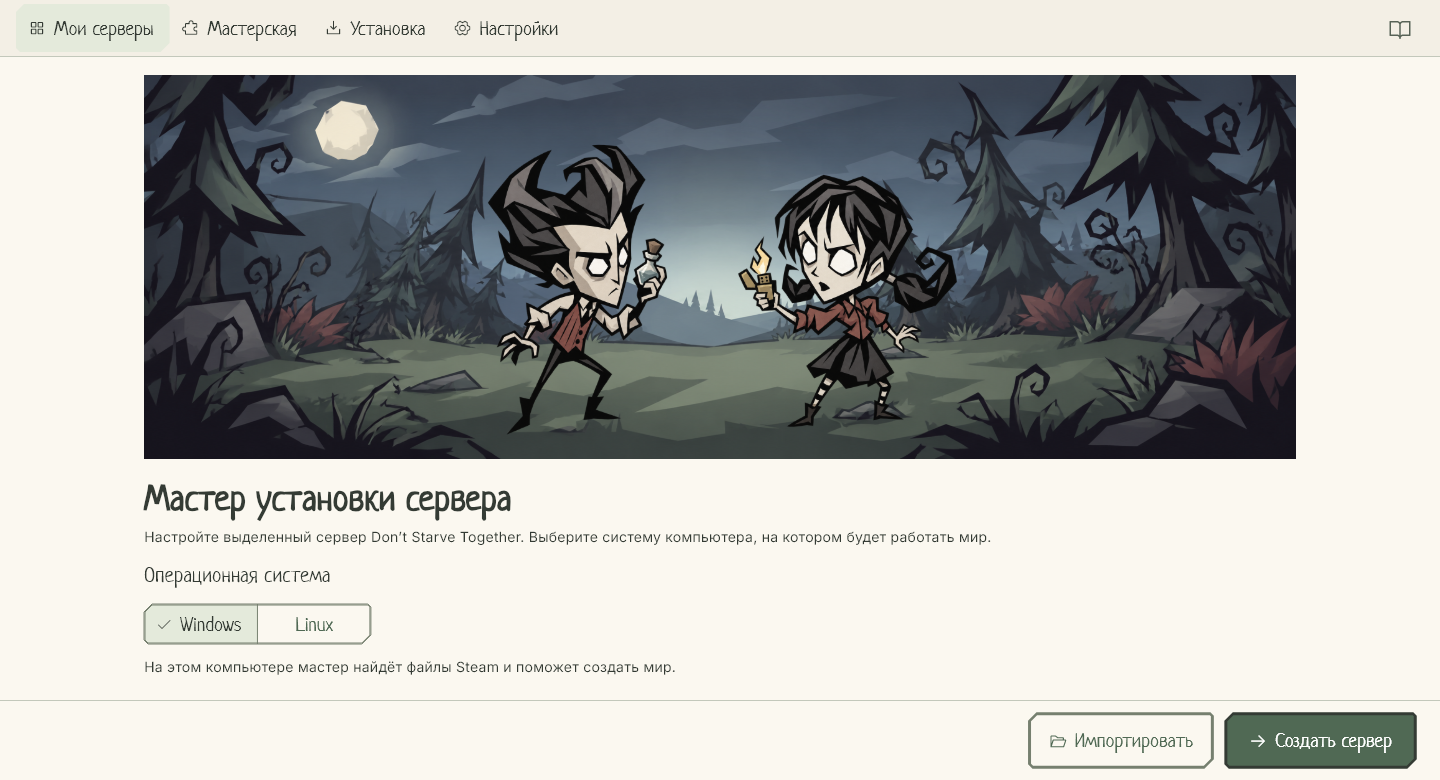 Мои серверы
Мастерская
Установка
Настройки
Мастер установки сервера
Настройте выделенный сервер Don’t Starve Together. Выберите систему компьютера, на котором будет работать мир.
Операционная система
Windows
Linux
На этом компьютере мастер найдёт файлы Steam и поможет создать мир.
Импортировать
Создать сервер